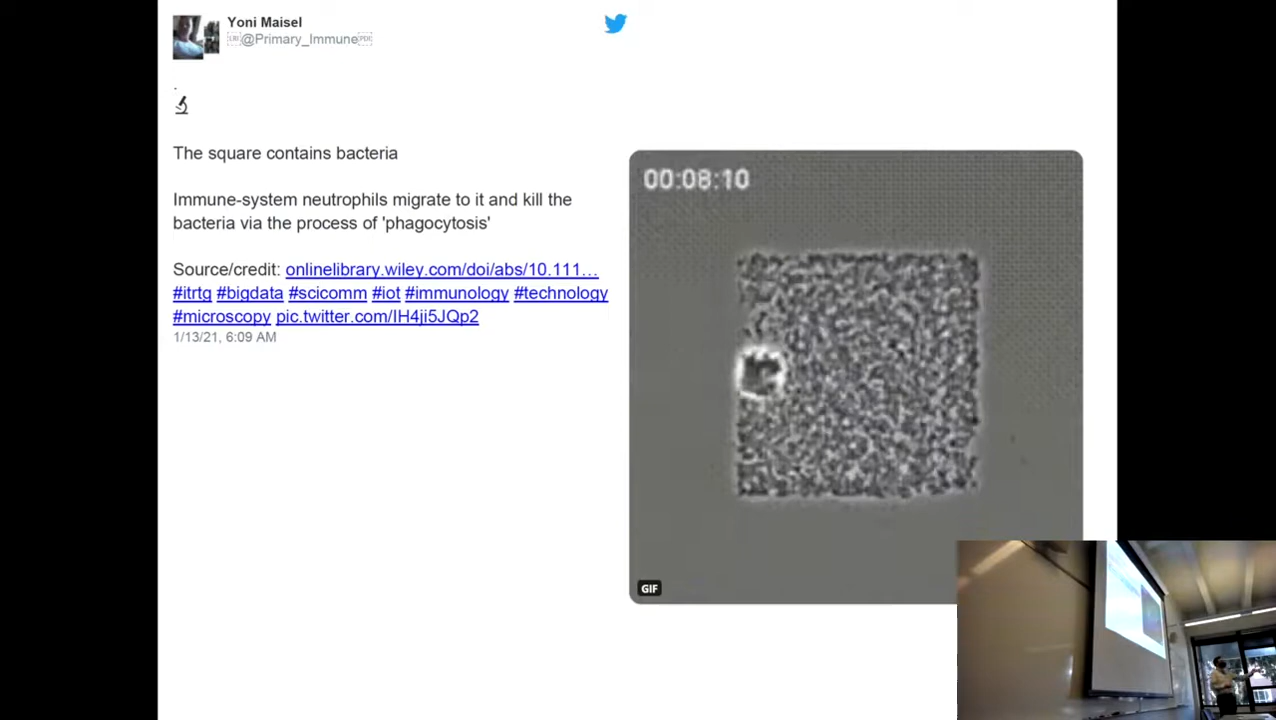 Yoni Maisel
@Primary_Immune
.
The square contains bacteria
Immune-system neutrophils migrate to it and kill the
bacteria via the process of 'phagocytosis'
Source/credit: onlinelibrary.wiley.com/doi/abs/10.111…
#itrtg #bigdata #scicomm #iot #immunology #technology
#microscopy pic.twitter.com/IH4ji5JQp2
1/13/21, 6:09 AM
00:08:10
GIF